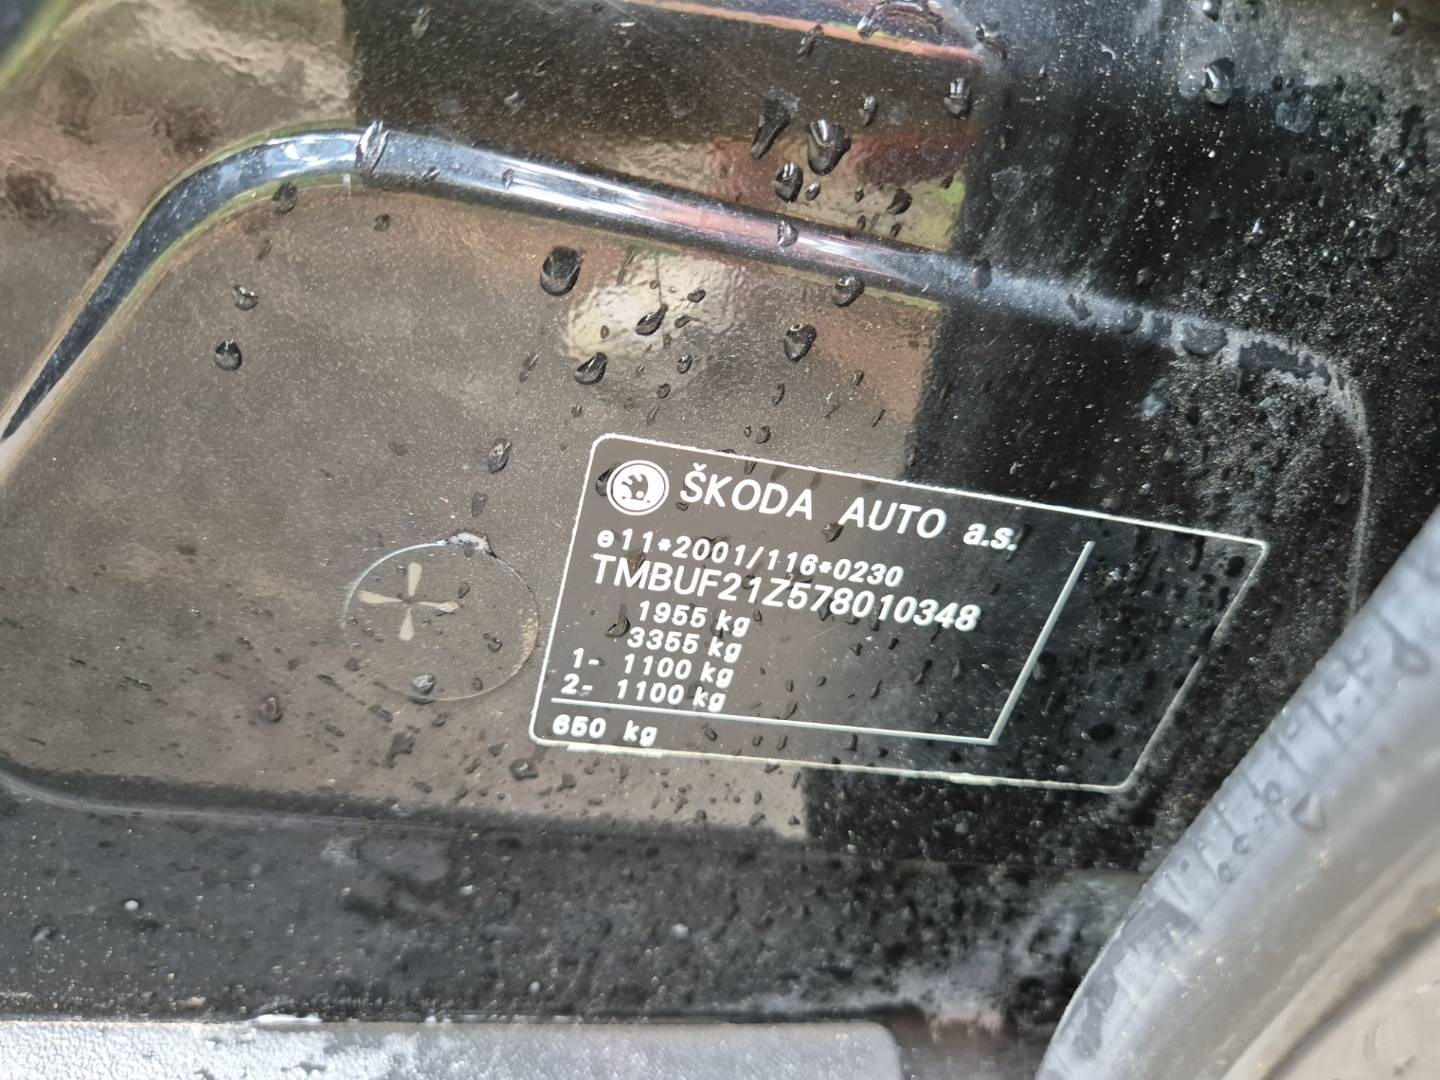 ŠKODA AUTO a.s.
e11*2001/116*0230
TMBUF21Z578010348
1955 kg
3355 kg
1- 1100 kg
2- 1100 kg
650 kg